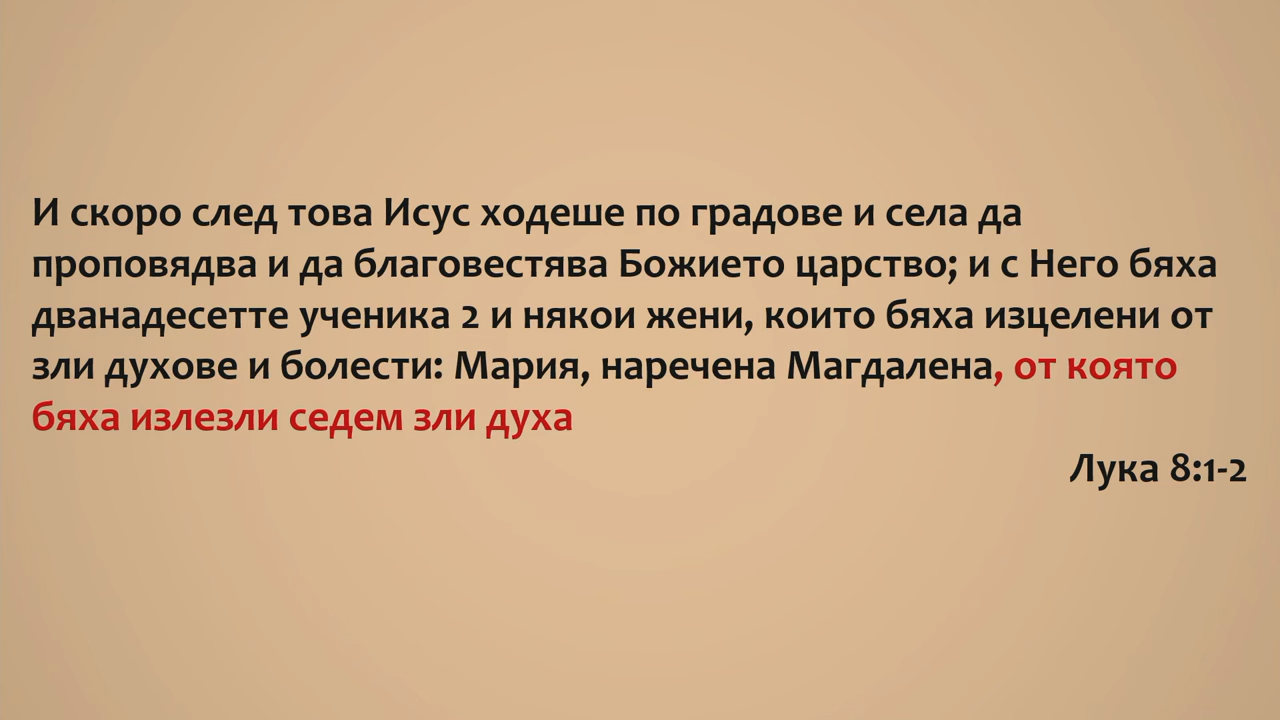 И скоро след това Исус ходеше по градове и села да
проповядва и да благовестява Божието царство; и с Него бяха
дванадесетте ученика 2 и някои жени, които бяха изцелени от
зли духове и болести: Мария, наречена Магдалена, от която
бяха излезли седем зли духа
Лука 8:1-2